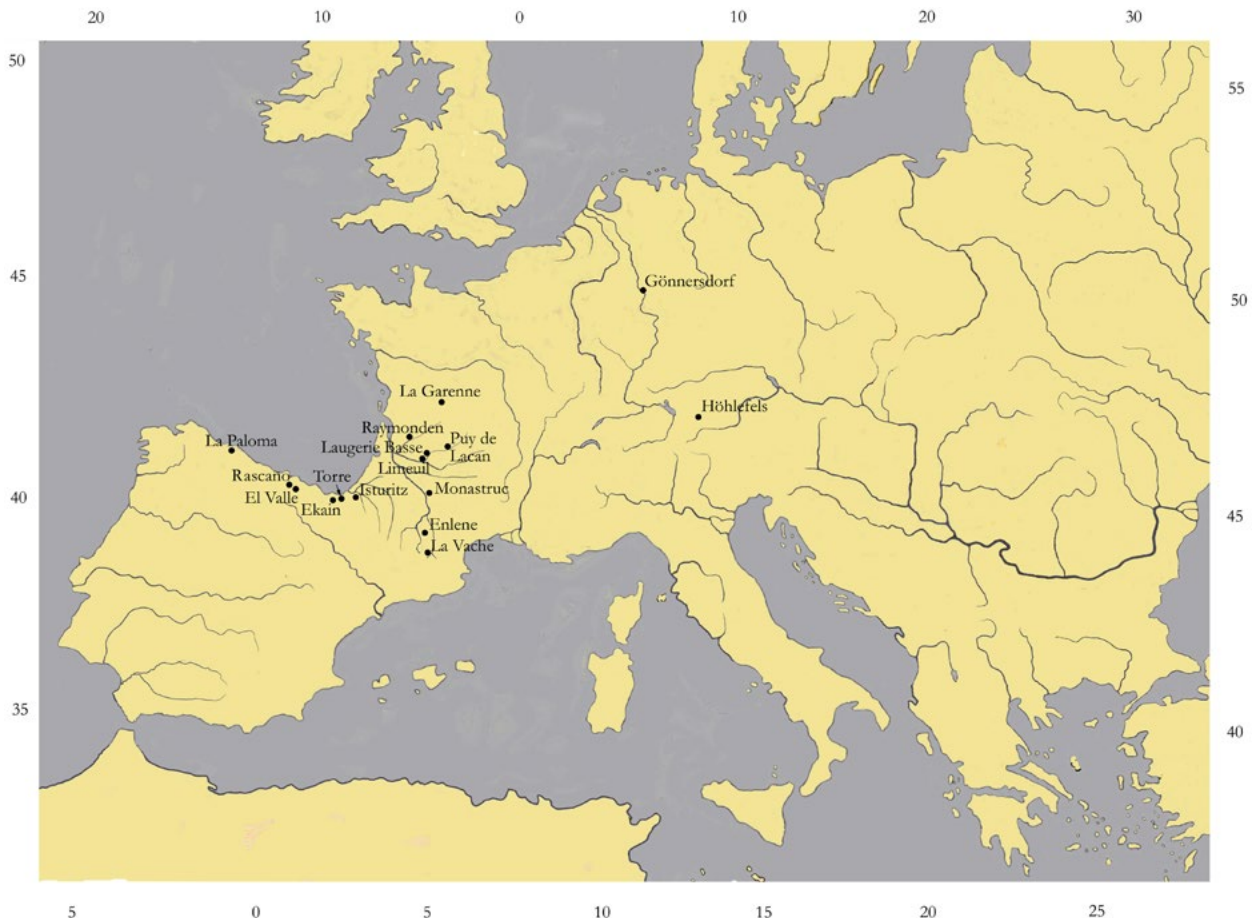 20 10 0 10 20 30
50
55
45
Gönnersdorf
50
La Garenne
Höhlefels
Raymonden
La Paloma
Puy de
Laugerie Basse
Lacan
Limeuil
Rascaño
Torre
Isturitz
Monastruc
El Valle
40
Ekain
45
Enlene
La Vache
35
40
5 0 5 10 15 20 25